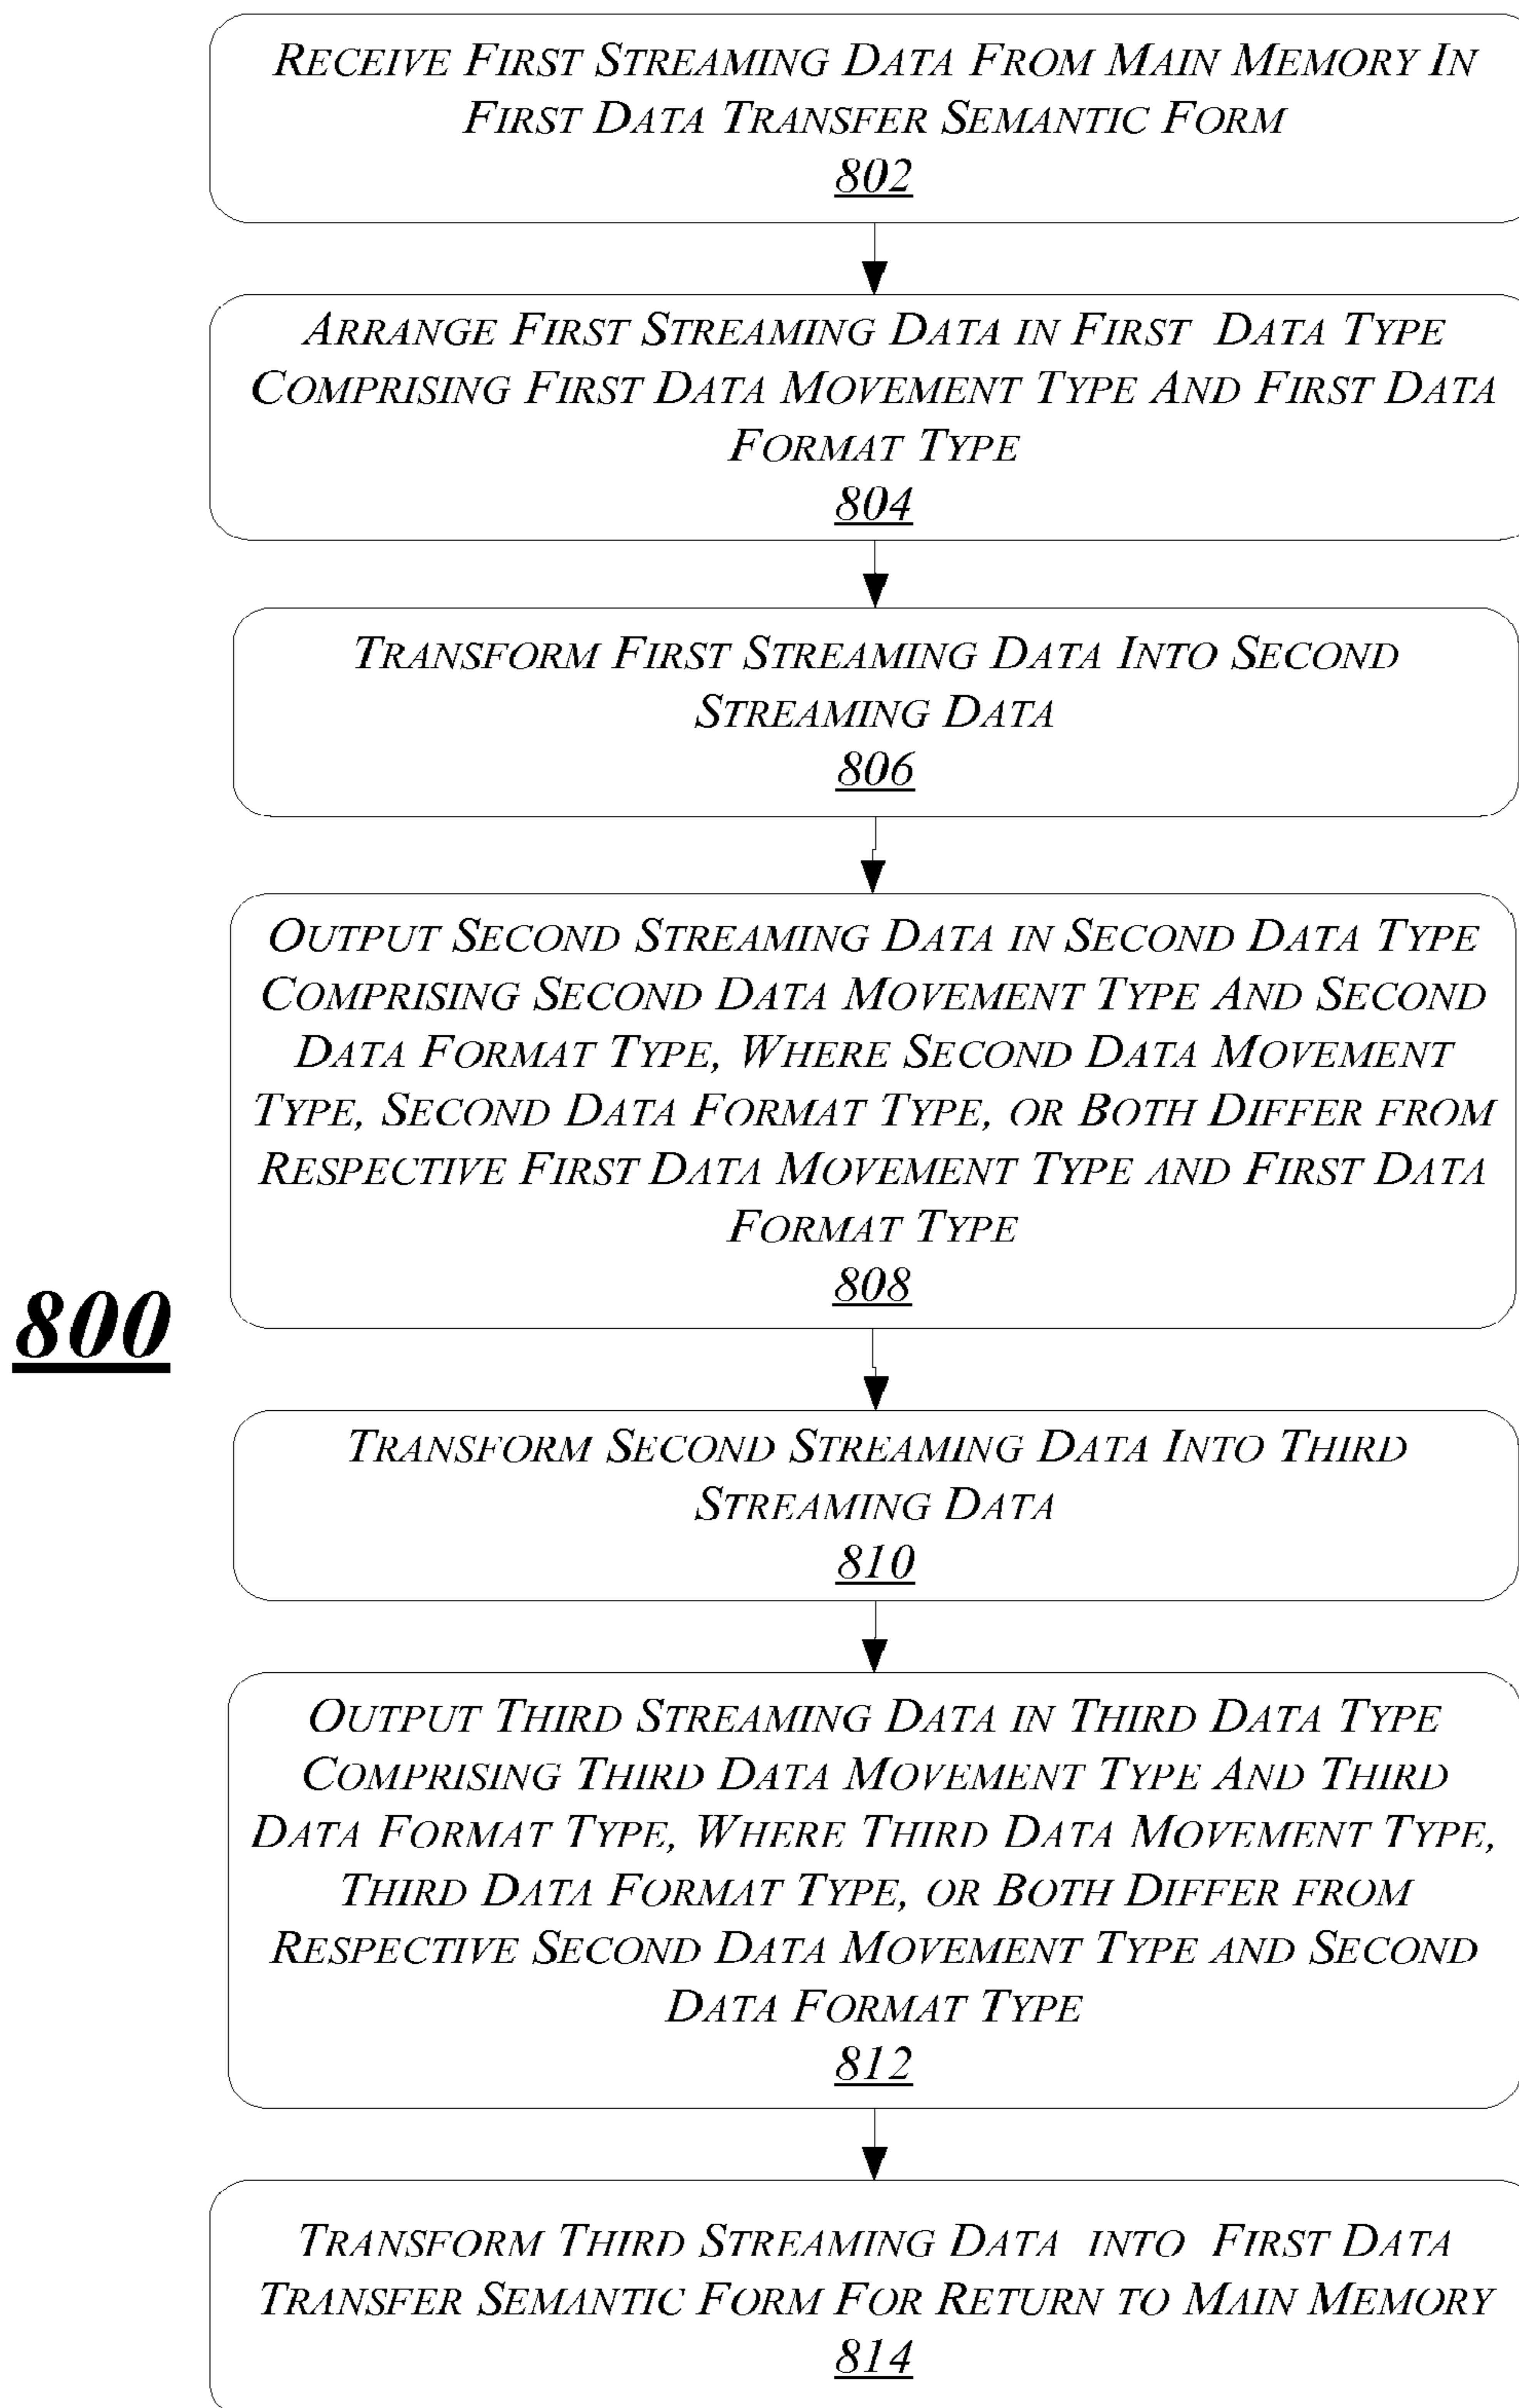 RECEIVE FIRST STREAMING DATA FROM MAIN MEMORY IN
FIRST DATA TRANSFER SEMANTIC FORM
802
ARRANGE FIRST STREAMING DATA IN FIRST DATA TYPE
COMPRISING FIRST DATA MOVEMENT TYPE AND FIRST DATA
FORMAT TYPE
804
TRANSFORM FIRST STREAMING DATA INTO SECOND
STREAMING DATA
806
OUTPUT SECOND STREAMING DATA IN SECOND DATA TYPE
COMPRISING SECOND DATA MOVEMENT TYPE AND SECOND
DATA FORMAT TYPE, WHERE SECOND DATA MOVEMENT
TYPE, SECOND DATA FORMAT TYPE, OR BOTH DIFFER FROM
RESPECTIVE FIRST DATA MOVEMENT TYPE AND FIRST DATA
FORMAT TYPE
808
800
TRANSFORM SECOND STREAMING DATA INTO THIRD
STREAMING DATA
810
OUTPUT THIRD STREAMING DATA IN THIRD DATA TYPE
COMPRISING THIRD DATA MOVEMENT TYPE AND THIRD
DATA FORMAT TYPE, WHERE THIRD DATA MOVEMENT TYPE,
THIRD DATA FORMAT TYPE, OR BOTH DIFFER FROM
RESPECTIVE SECOND DATA MOVEMENT TYPE AND SECOND
DATA FORMAT TYPE
812
TRANSFORM THIRD STREAMING DATA INTO FIRST DATA
TRANSFER SEMANTIC FORM FOR RETURN TO MAIN MEMORY
814